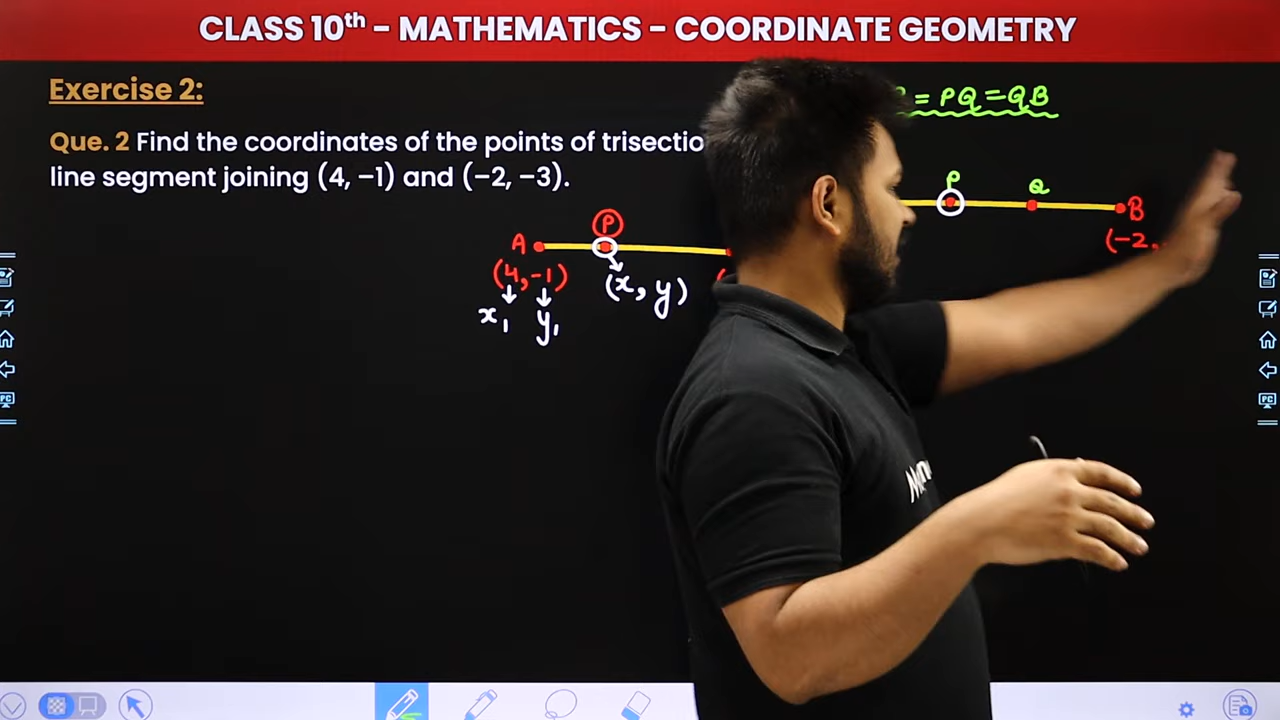 CLASS 10th - MATHEMATICS - COORDINATE GEOMETRY
Exercise 2:
= PQ = QB
Que. 2 Find the coordinates of the points of
line segment joining (4, −1) and (−2, −3).
P Q
B
(-2,
P
A
(4, -1)
(x, y)
x₁ y₁